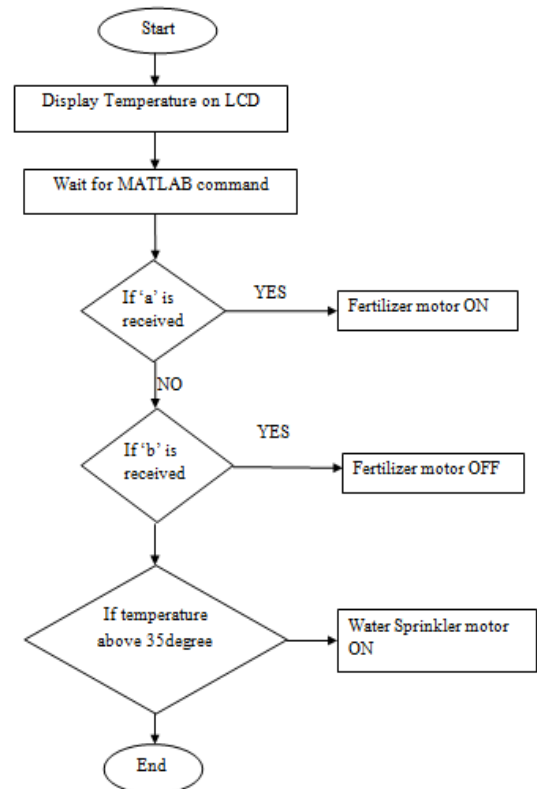 Start
Display Temperature on LCD
Wait for MATLAB command
If ‘a’ is
received
YES
Fertilizer motor ON
NO
If ‘b’ is
received
YES
Fertilizer motor OFF
If temperature
above 35degree
Water Sprinkler motor
ON
End